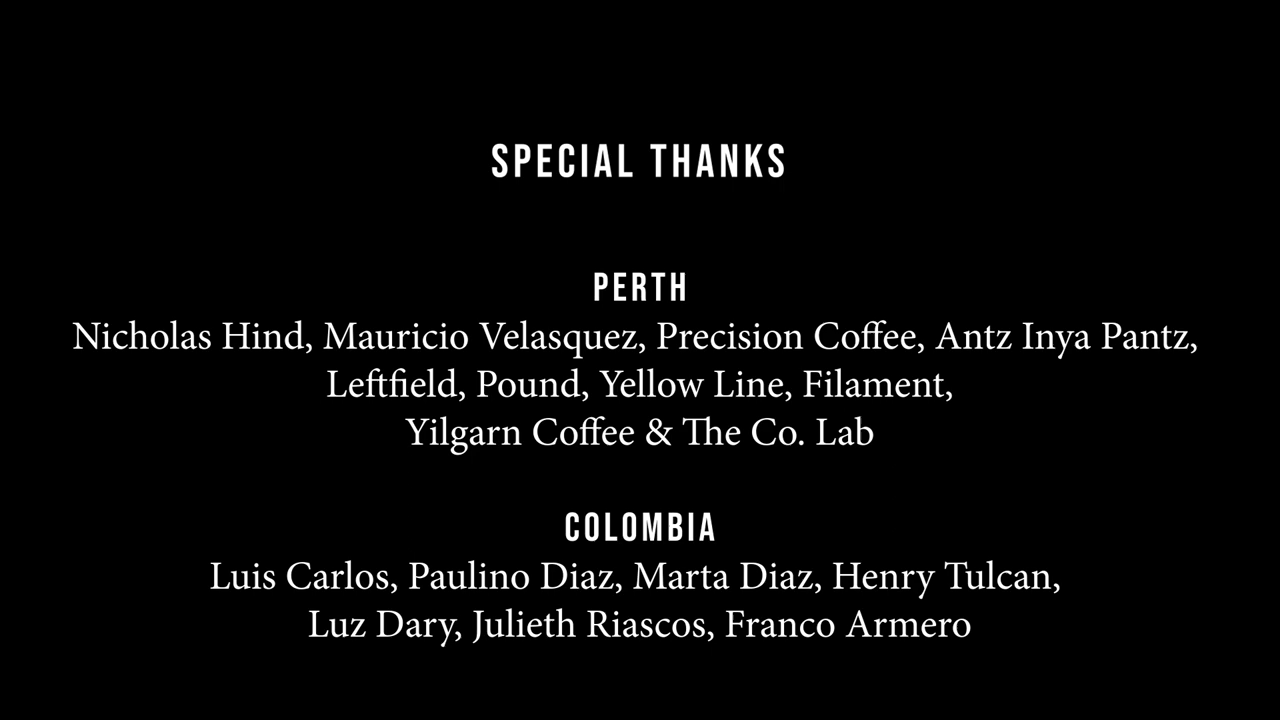 SPECIAL THANKS
PERTH
Nicholas Hind, Mauricio Velasquez, Precision Coffee, Antz Inya Pantz,
Leftfield, Pound, Yellow Line, Filament,
Yilgarn Coffee & The Co. Lab
COLOMBIA
Luis Carlos, Paulino Diaz, Marta Diaz, Henry Tulcan,
Luz Dary, Julieth Riascos, Franco Armero